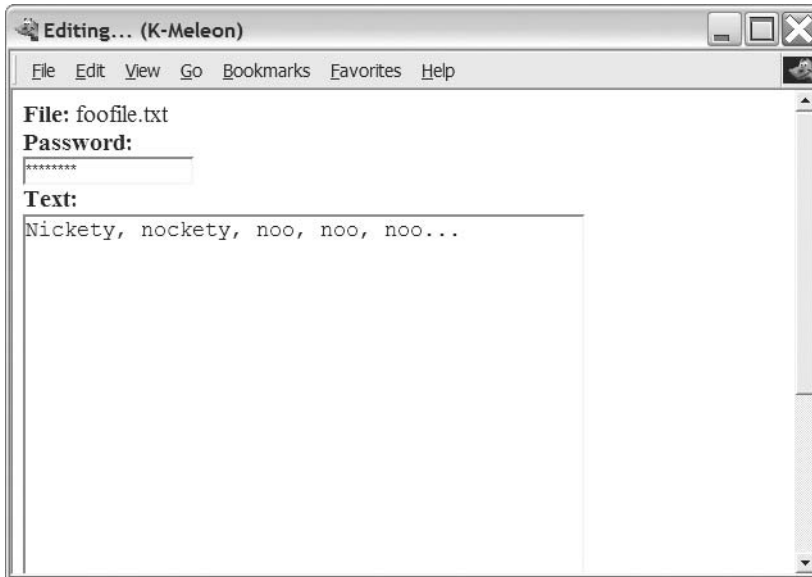 Editing... (K-Meleon)
File Edit View Go Bookmarks Favorites Help
File: foofile.txt
Password:
********
Text:
Nickety, nockety, noo, noo, noo...